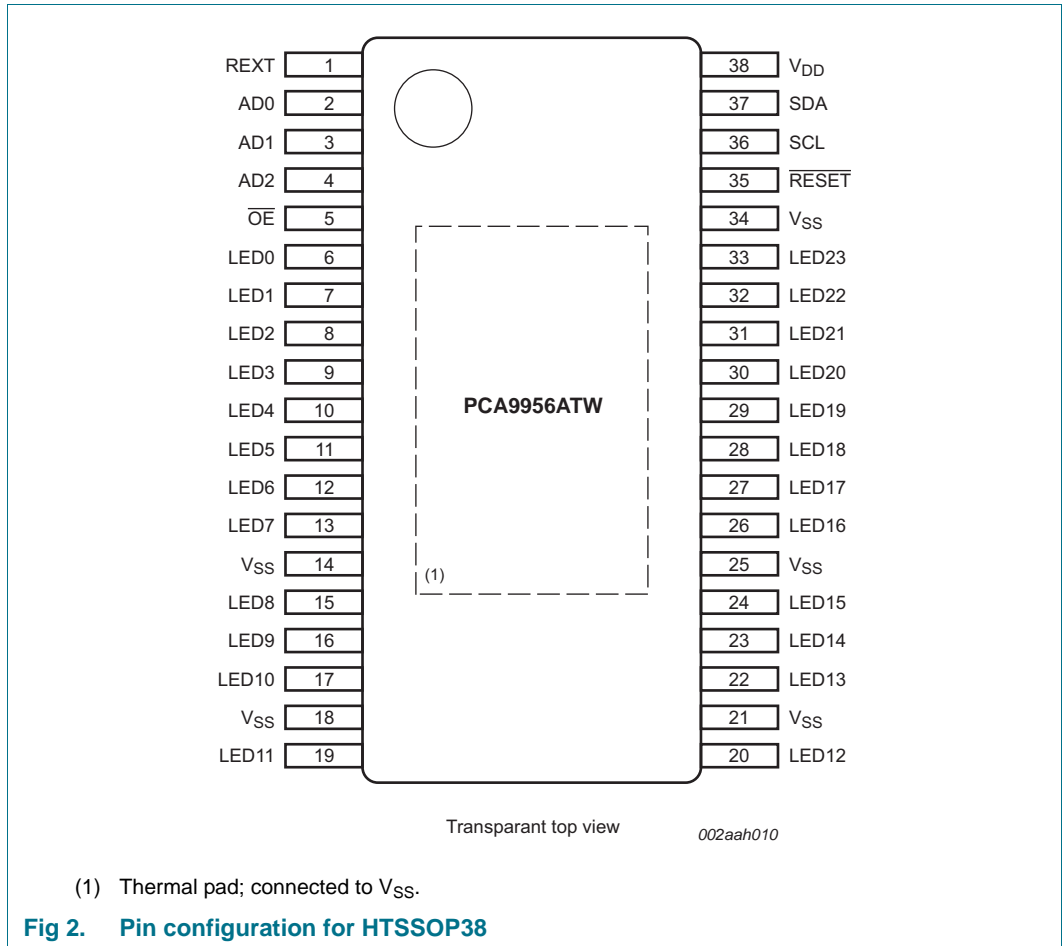 REXT 1 38 VDD
AD0 2 37 SDA
AD1 3 36 SCL
AD2 4 35 R̅E̅S̅E̅T̅
O̅E̅ 5 34 VSS
LED0 6 33 LED23
LED1 7 32 LED22
LED2 8 31 LED21
LED3 9 30 LED20
LED4 10 PCA9956ATW 29 LED19
LED5 11 28 LED18
LED6 12 27 LED17
LED7 13 26 LED16
VSS 14 (1) 25 VSS
LED8 15 24 LED15
LED9 16 23 LED14
LED10 17 22 LED13
VSS 18 21 VSS
LED11 19 20 LED12
Transparant top view 002aah010
(1) Thermal pad; connected to VSS.
Fig 2. Pin configuration for HTSSOP38